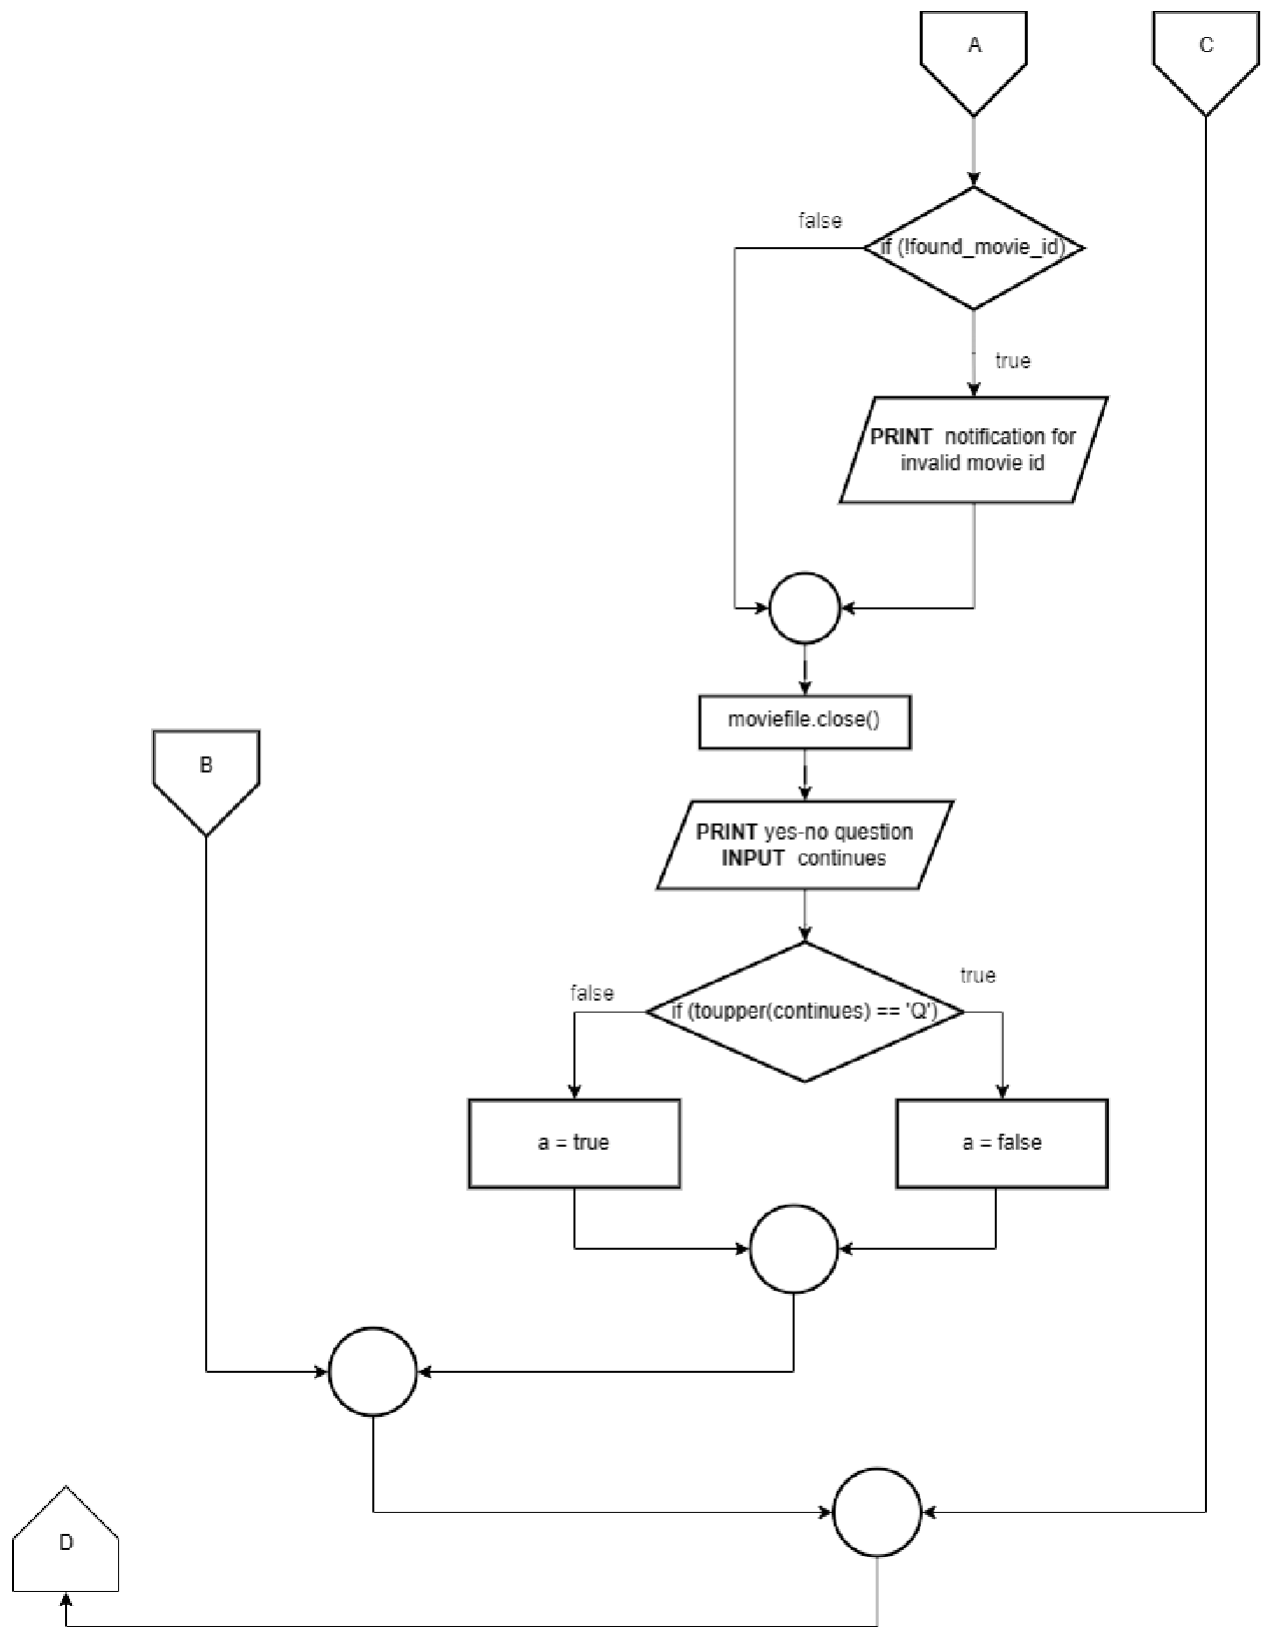 A
C
false
if (!found_movie_id)
true
PRINT notification for
invalid movie id
moviefile.close()
B
PRINT yes-no question
INPUT continues
true
false
if (toupper(continues) == 'Q')
a = true
a = false
D